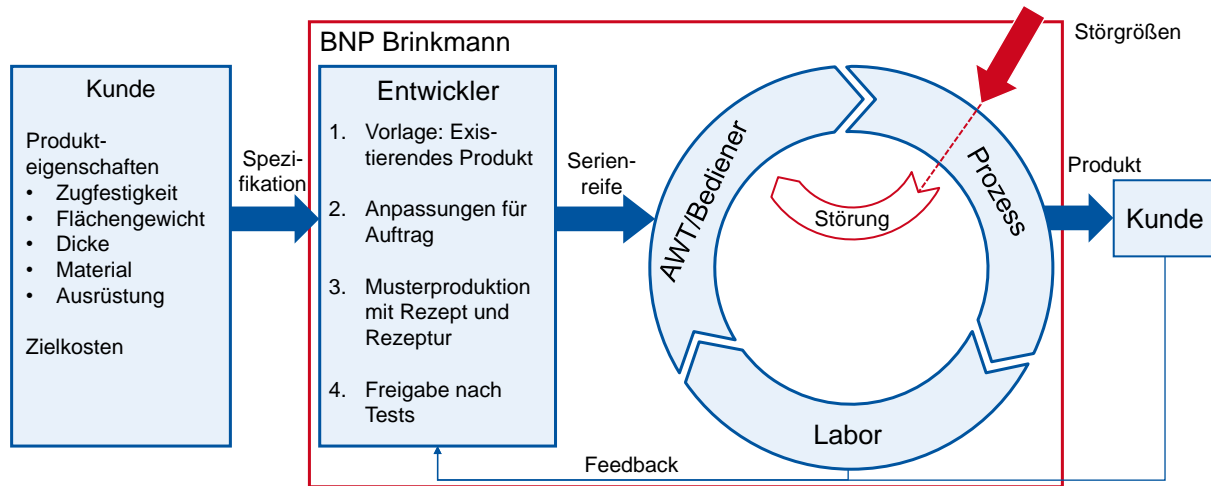 BNP Brinkmann
Störgrößen
Kunde
Produkt-
eigenschaften
• Zugfestigkeit
• Flächengewicht
• Dicke
• Material
• Ausrüstung
Zielkosten
Spezi-
fikation
Entwickler
1. Vorlage: Exis-
tierendes Produkt
2. Anpassungen für
Auftrag
3. Musterproduktion
mit Rezept und
Rezeptur
4. Freigabe nach
Tests
Serien-
reife
AWT/Bediener
Prozess
Störung
Labor
Produkt
Kunde
Feedback